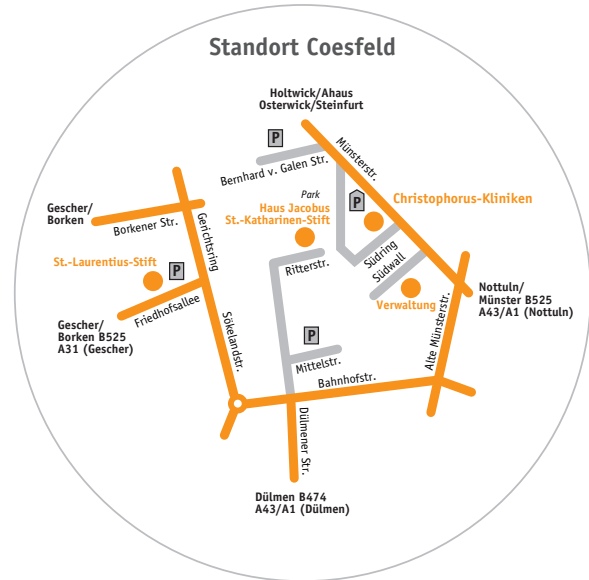 Standort Coesfeld
Holtwick/Ahaus
Osterwick/Steinfurt
P
Münsterstr.
Bernhard v. Galen Str.
Park
Haus Jacobus
St.-Katharinen-Stift
P
Christophorus-Kliniken
Gescher/
Borken
Borkener Str.
Gerichtsring
St.-Laurentius-Stift
P
Ritterstr.
Südring
Südwall
Verwaltung
Nottuln/
Münster B525
A43/A1 (Nottuln)
Friedhofsallee
Gescher/
Borken B525
A31 (Gescher)
Sökelandstr.
P
Mittelstr.
Bahnhofstr.
Alte Münsterstr.
Dülmener Str.
Dülmen B474
A43/A1 (Dülmen)